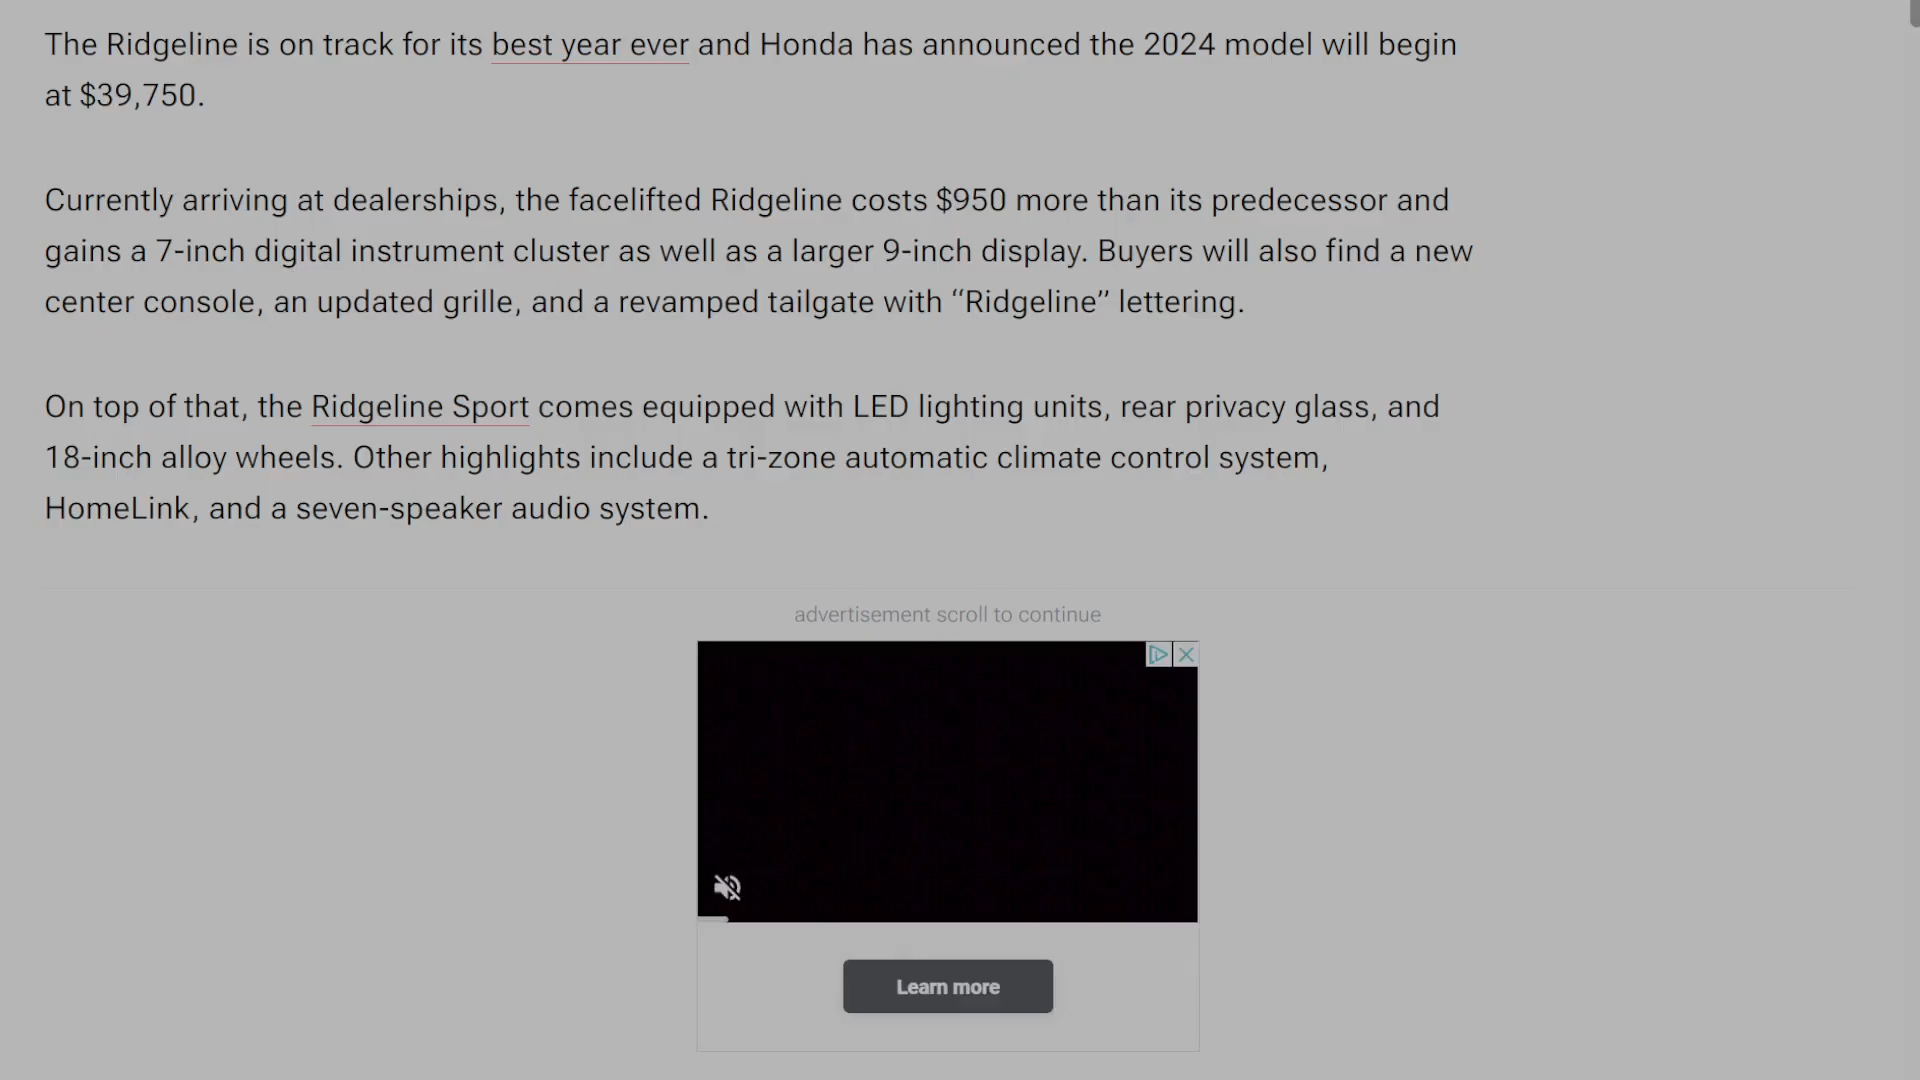 The Ridgeline is on track for its best year ever and Honda has announced the 2024 model will begin
at $39,750.
Currently arriving at dealerships, the facelifted Ridgeline costs $950 more than its predecessor and
gains a 7-inch digital instrument cluster as well as a larger 9-inch display. Buyers will also find a new
center console, an updated grille, and a revamped tailgate with “Ridgeline” lettering.
On top of that, the Ridgeline Sport comes equipped with LED lighting units, rear privacy glass, and
18-inch alloy wheels. Other highlights include a tri-zone automatic climate control system,
HomeLink, and a seven-speaker audio system.
advertisement scroll to continue
Learn more